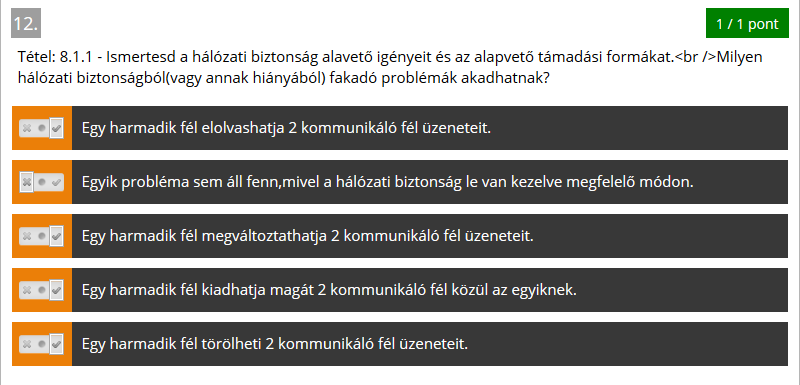 12.
1 / 1 pont
Tétel: 8.1.1 - Ismertesd a hálózati biztonság alavető igényeit és az alapvető támadási formákat.<br />Milyen
hálózati biztonságból(vagy annak hiányából) fakadó problémák akadhatnak?
Egy harmadik fél elolvashatja 2 kommunikáló fél üzeneteit.
Egyik probléma sem áll fenn,mivel a hálózati biztonság le van kezelve megfelelő módon.
Egy harmadik fél megváltoztathatja 2 kommunikáló fél üzeneteit.
Egy harmadik fél kiadhatja magát 2 kommunikáló fél közül az egyiknek.
Egy harmadik fél törölheti 2 kommunikáló fél üzeneteit.